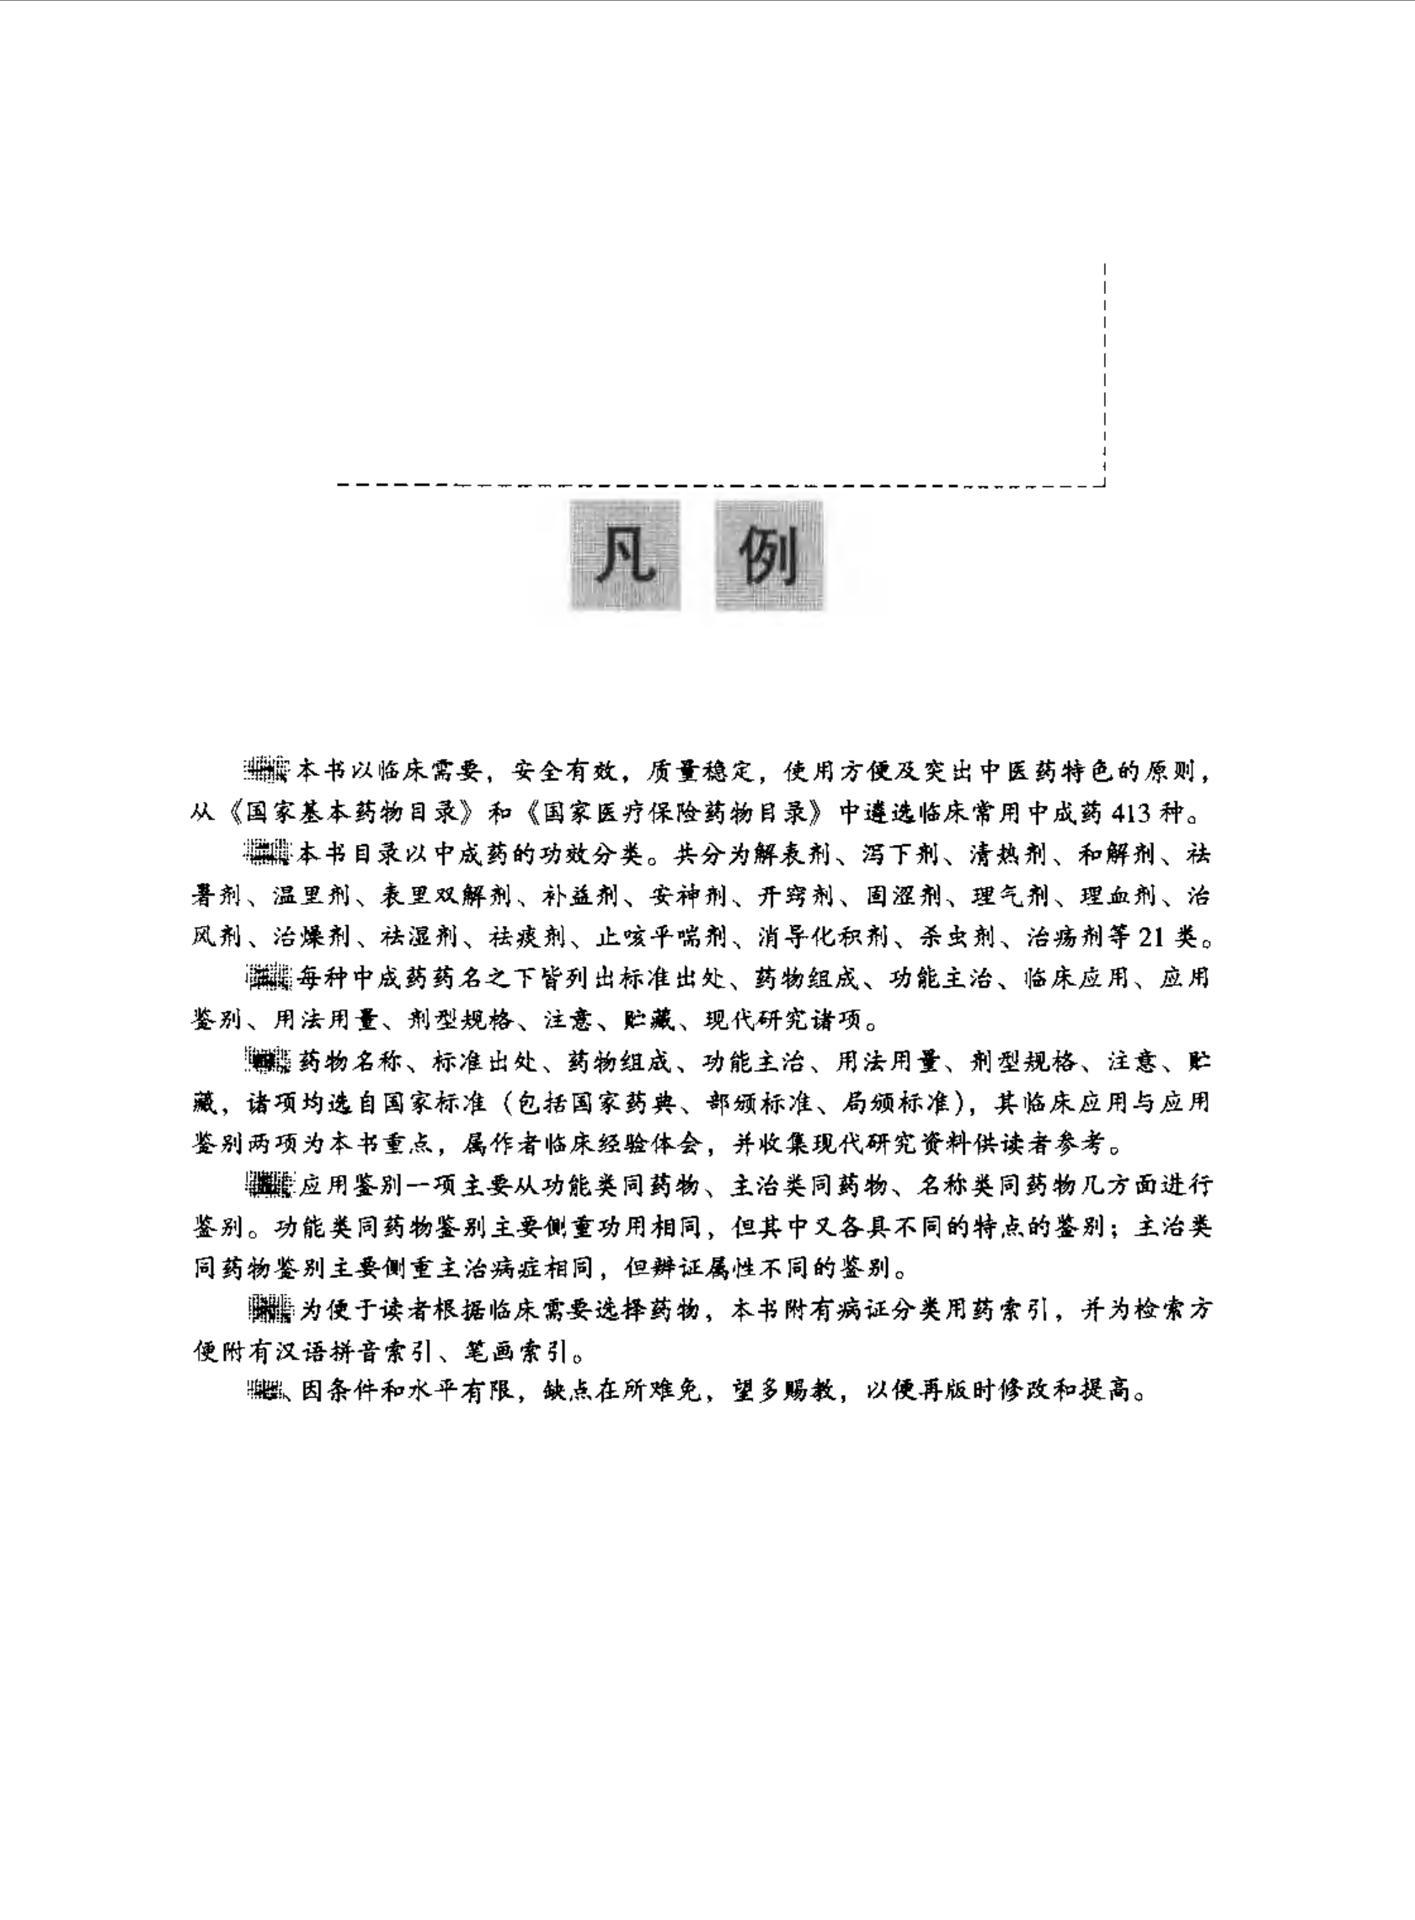 凡 例
一、本书以临床需要，安全有效，质量稳定，使用方便及突出中医药特色的原则，
从《国家基本药物目录》和《国家医疗保险药物目录》中遴选临床常用中成药 413 种。
二、本书目录以中成药的功效分类。共分为解表剂、泻下剂、清热剂、和解剂、祛
暑剂、温里剂、表里双解剂、补益剂、安神剂、开窍剂、固涩剂、理气剂、理血剂、治
风剂、治燥剂、祛湿剂、祛痰剂、止咳平喘剂、消导化积剂、杀虫剂、治疡剂等 21 类。
三、每种中成药药名之下皆列出标准出处、药物组成、功能主治、临床应用、应用
鉴别、用法用量、剂型规格、注意、贮藏、现代研究诸项。
四、药物名称、标准出处、药物组成、功能主治、用法用量、剂型规格、注意、贮
藏，诸项均选自国家标准（包括国家药典、部颁标准、局颁标准），其临床应用与应用
鉴别两项为本书重点，属作者临床经验体会，并收集现代研究资料供读者参考。
五、应用鉴别一项主要从功能类同药物、主治类同药物、名称类同药物几方面进行
鉴别。功能类同药物鉴别主要侧重功用相同，但其中又各具不同的特点的鉴别；主治类
同药物鉴别主要侧重主治病症相同，但辨证属性不同的鉴别。
六、为便于读者根据临床需要选择药物，本书附有病证分类用药索引，并为检索方
便附有汉语拼音索引、笔画索引。
七、因条件和水平有限，缺点在所难免，望多赐教，以便再版时修改和提高。